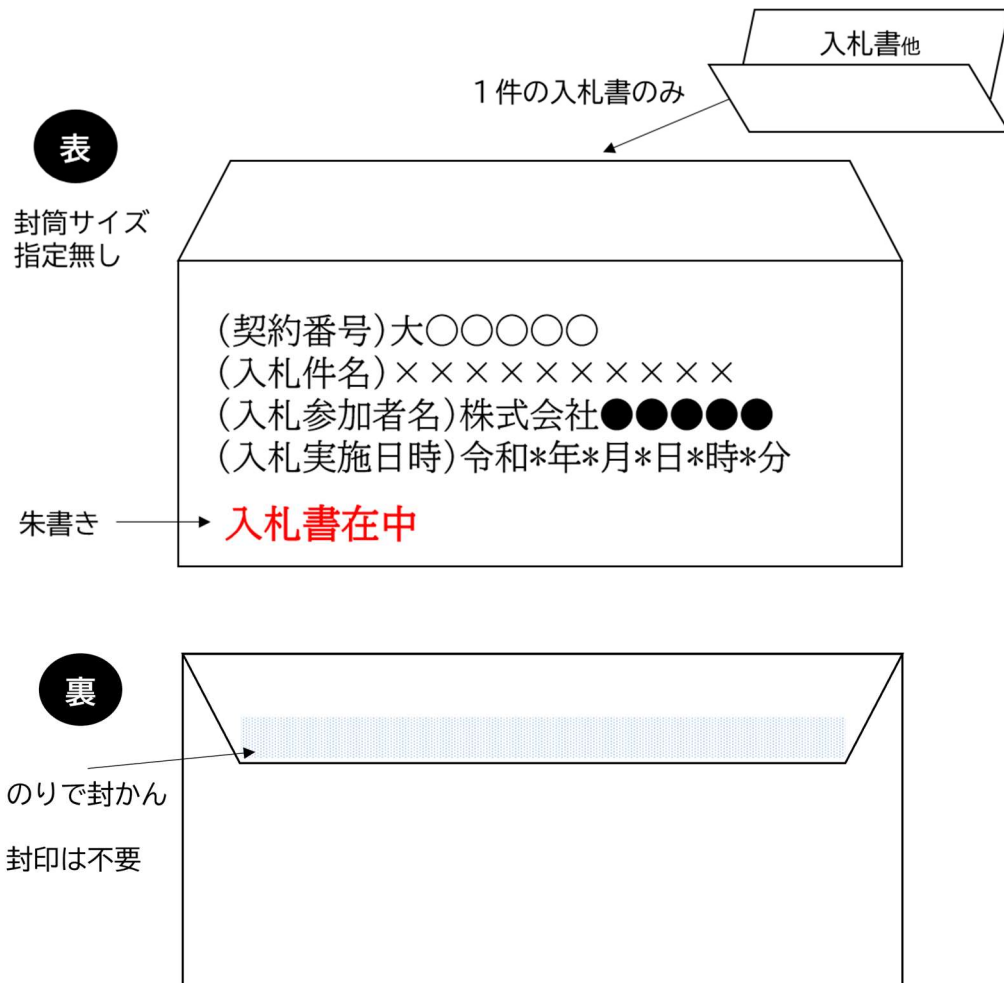 入札書他
１件の入札書のみ
表
封筒サイズ
指定無し
(契約番号)大○○○○○
(入札件名)××××××××××
(入札参加者名)株式会社●●●●●
(入札実施日時)令和*年*月*日*時*分
朱書き
入札書在中
裏
のりで封かん
封印は不要